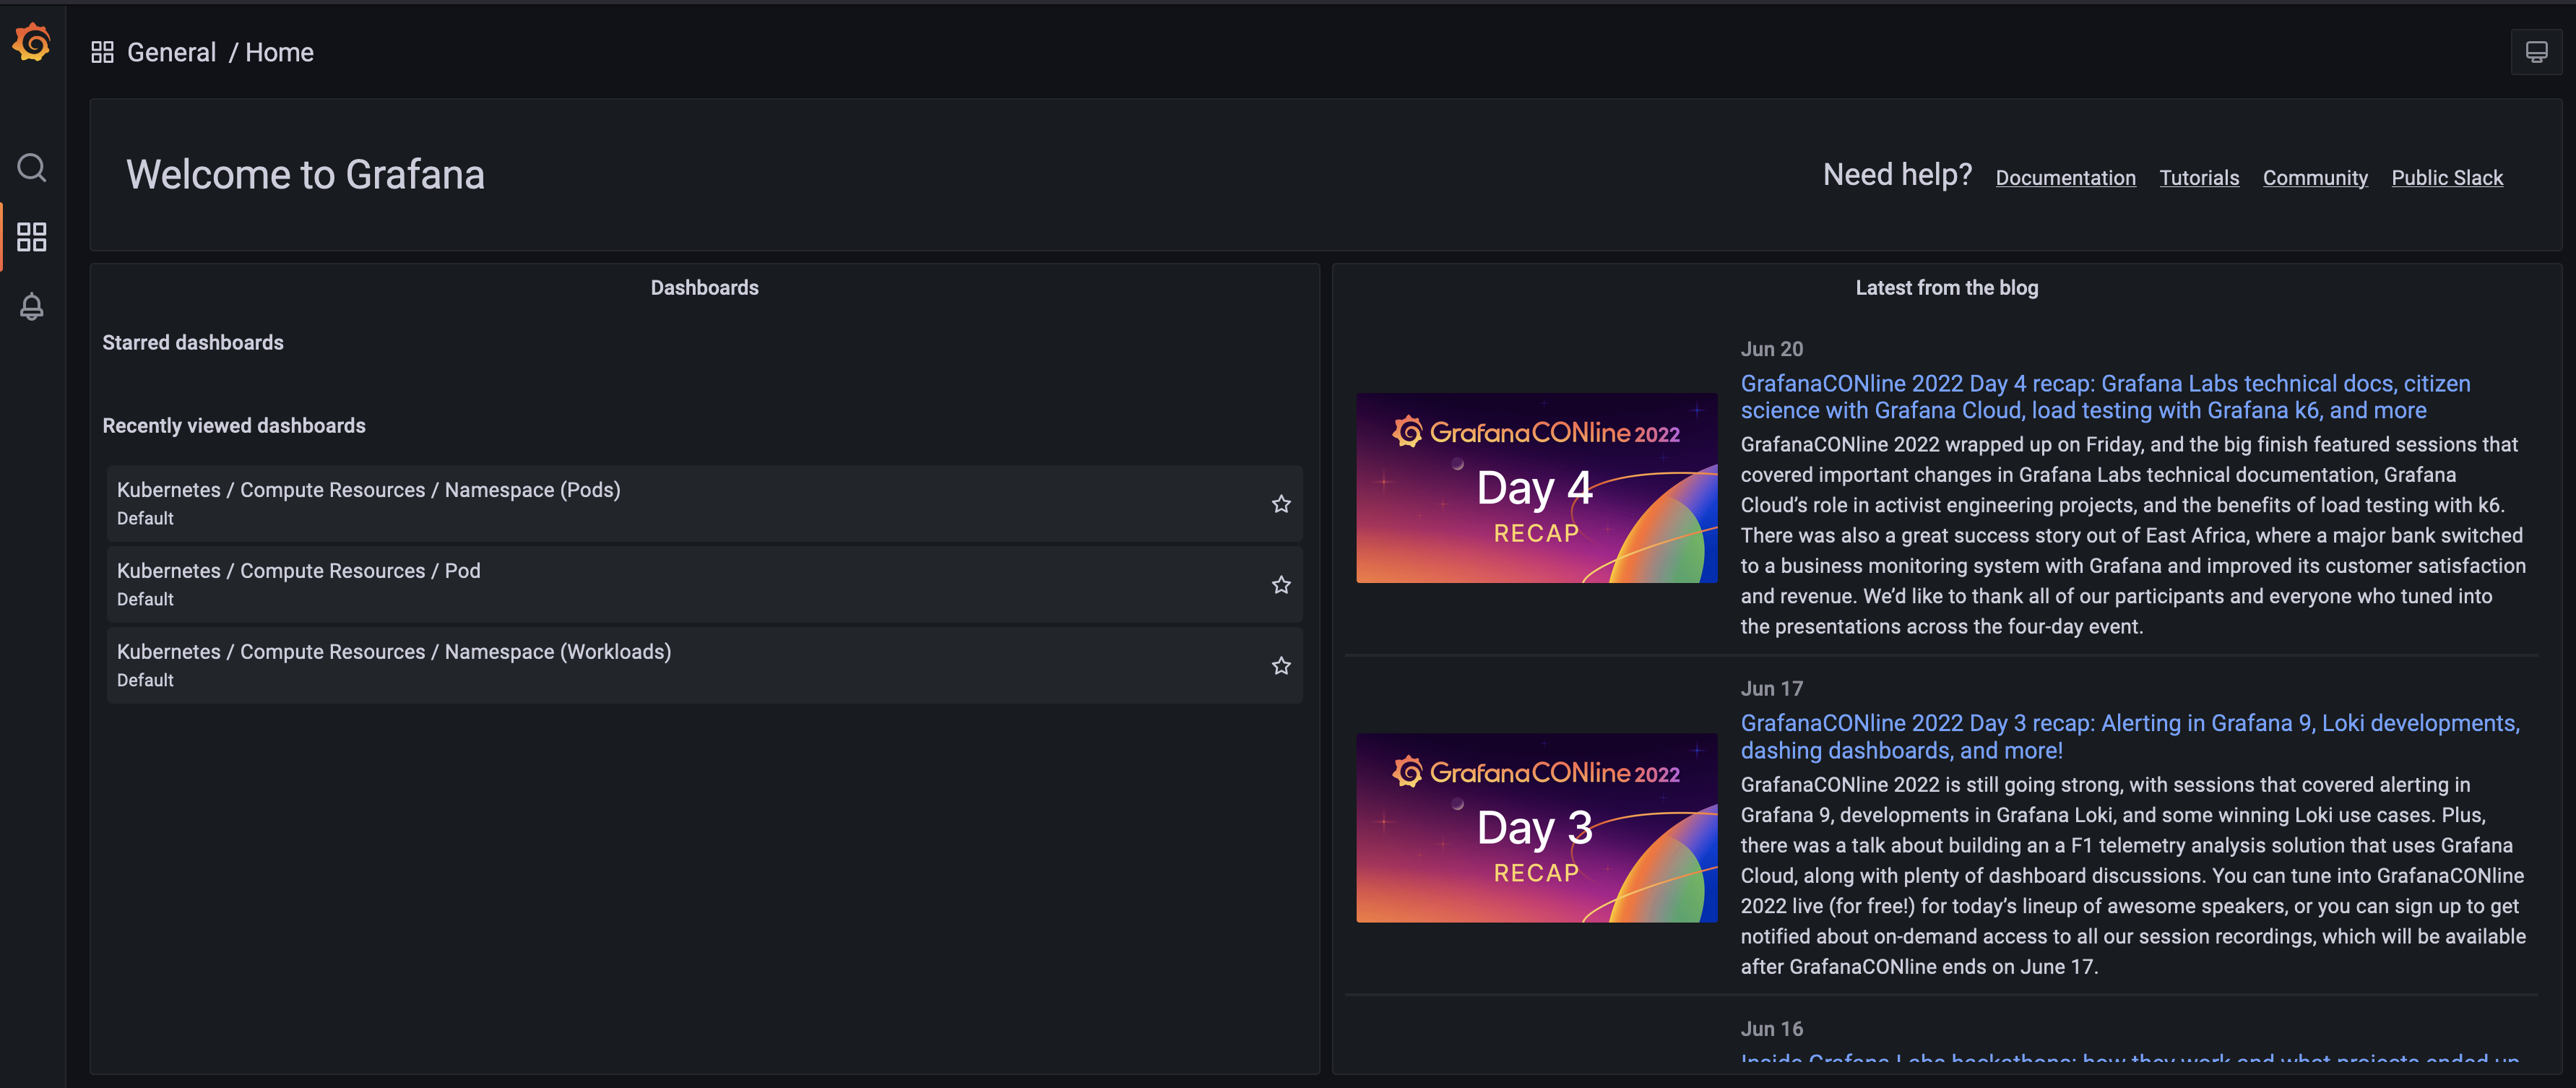 General / Home
Welcome to Grafana
Need help? Documentation Tutorials Community Public Slack
Dashboards
Starred dashboards
Recently viewed dashboards
Kubernetes / Compute Resources / Namespace (Pods)
Default
Kubernetes / Compute Resources / Pod
Default
Kubernetes / Compute Resources / Namespace (Workloads)
Default
Latest from the blog
GrafanaCONline 2022
Day 4
RECAP
Jun 20
GrafanaCONline 2022 Day 4 recap: Grafana Labs technical docs, citizen
science with Grafana Cloud, load testing with Grafana k6, and more
GrafanaCONline 2022 wrapped up on Friday, and the big finish featured sessions that
covered important changes in Grafana Labs technical documentation, Grafana
Cloud’s role in activist engineering projects, and the benefits of load testing with k6.
There was also a great success story out of East Africa, where a major bank switched
to a business monitoring system with Grafana and improved its customer satisfaction
and revenue. We’d like to thank all of our participants and everyone who tuned into
the presentations across the four-day event.
GrafanaCONline 2022
Day 3
RECAP
Jun 17
GrafanaCONline 2022 Day 3 recap: Alerting in Grafana 9, Loki developments,
dashing dashboards, and more!
GrafanaCONline 2022 is still going strong, with sessions that covered alerting in
Grafana 9, developments in Grafana Loki, and some winning Loki use cases. Plus,
there was a talk about building an a F1 telemetry analysis solution that uses Grafana
Cloud, along with plenty of dashboard discussions. You can tune into GrafanaCONline
2022 live (for free!) for today’s lineup of awesome speakers, or you can sign up to get
notified about on-demand access to all our session recordings, which will be available
after GrafanaCONline ends on June 17.
Jun 16
Inside Grafana Labs hackathons: how they work and what projects ended up